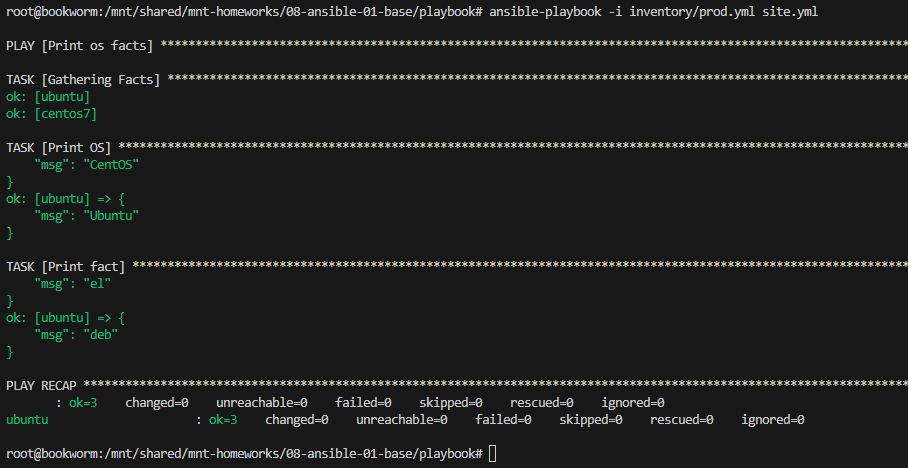 root@bookworm:/mnt/shared/mnt-homeworks/08-ansible-01-base/playbook# ansible-playbook -i inventory/prod.yml site.yml
PLAY [Print os facts] *******************************************************************************************************************
TASK [Gathering Facts] ******************************************************************************************************************
ok: [ubuntu]
ok: [centos7]
TASK [Print OS] *************************************************************************************************************************
"msg": "CentOS"
}
ok: [ubuntu] => {
"msg": "Ubuntu"
}
TASK [Print fact] ***********************************************************************************************************************
"msg": "el"
}
ok: [ubuntu] => {
"msg": "deb"
}
PLAY RECAP ******************************************************************************************************************************
: ok=3    changed=0    unreachable=0    failed=0    skipped=0    rescued=0    ignored=0
ubuntu                     : ok=3    changed=0    unreachable=0    failed=0    skipped=0    rescued=0    ignored=0
root@bookworm:/mnt/shared/mnt-homeworks/08-ansible-01-base/playbook#